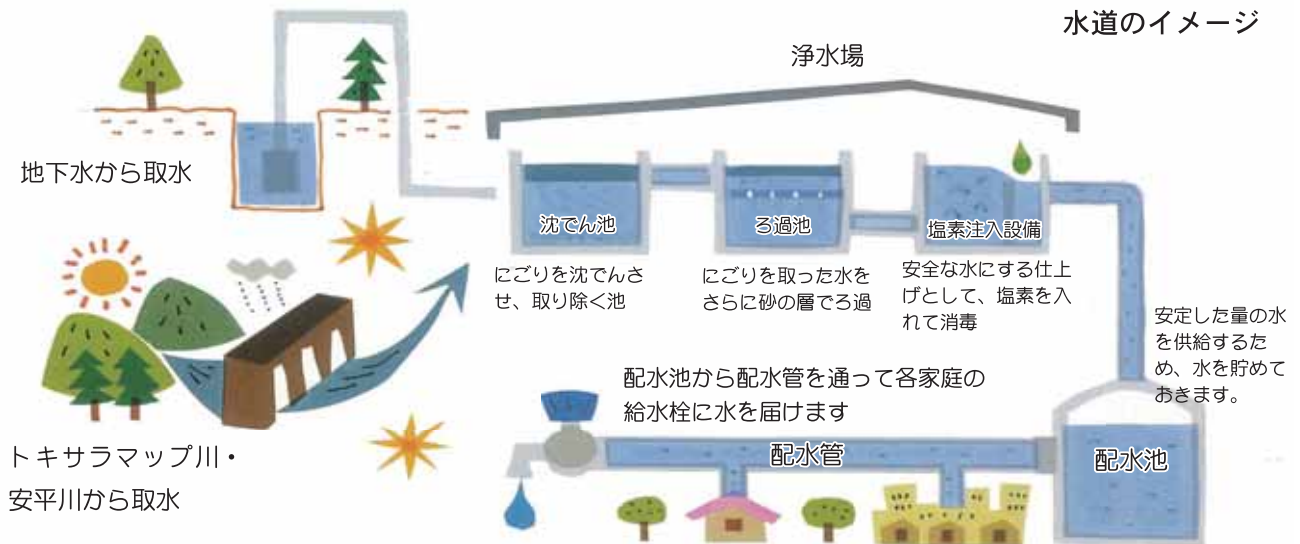 水道のイメージ
浄水場
地下水から取水
トキサラマップ川・
安平川から取水
沈でん池
にごりを沈でんさ
せ、取り除く池
ろ過池
にごりを取った水を
さらに砂の層でろ過
塩素注入設備
安全な水にする仕上
げとして、塩素を入
れて消毒
安定した量の水
を供給するた
め、水を貯めて
おきます。
配水池
配水池から配水管を通って各家庭の
給水栓に水を届けます
配水管